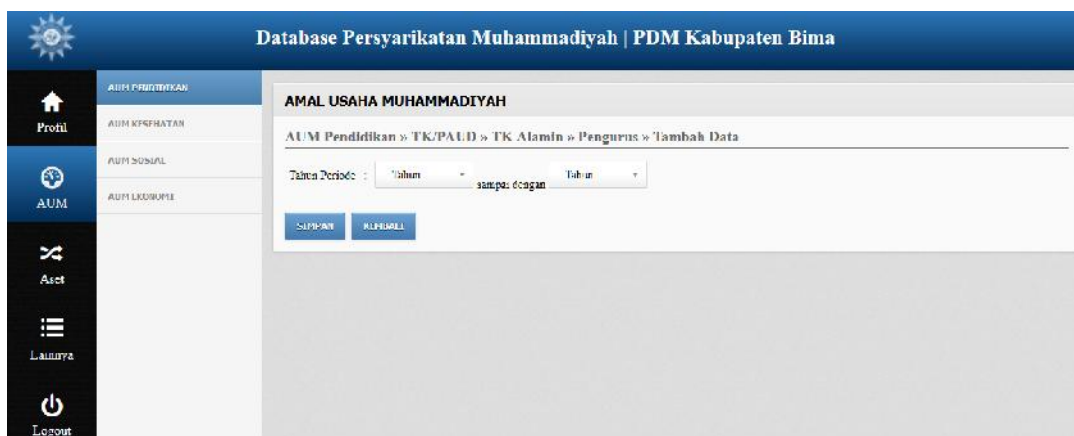 Database Persyarikatan Muhammadiyah | PDM Kabupaten Bima
Profil
AUM
Aset
Lainnya
Logout
AUM PENDIDIKAN
AUM KESEHATAN
AUM SOSIAL
AUM EKONOMI
AMAL USAHA MUHAMMADIYAH
AUM Pendidikan » TK/PAUD » TK Alamin » Pengurus » Tambah Data
Tahun Periode : Tahun sampai dengan Tahun
SIMPAN KEMBALI